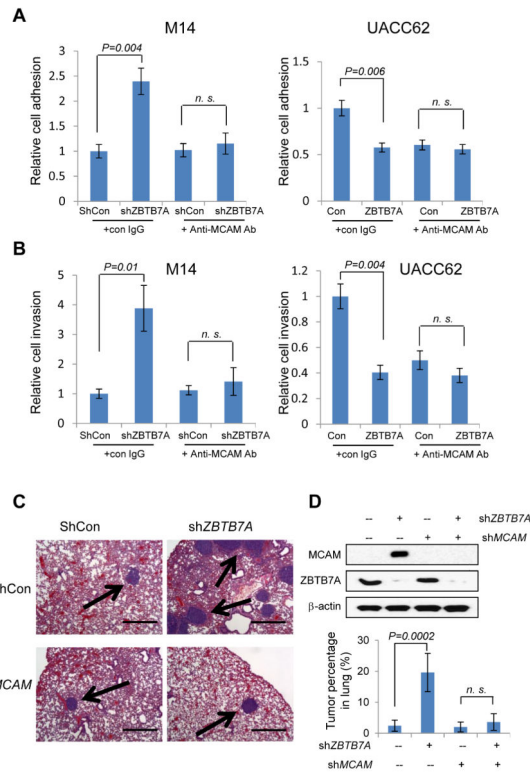 A
M14
UACC62
Relative cell adhesion
3
2.5
2
1.5
1
0.5
0
P=0.004
n. s.
ShCon shZBTB7A shCon shZBTB7A
+con IgG + Anti-MCAM Ab
Relative cell adhesion
1.5
1
0.5
0
P=0.006
n. s.
Con ZBTB7A Con ZBTB7A
+con IgG + Anti-MCAM Ab
B
M14
UACC62
Relative cell invasion
5
4
3
2
1
0
P=0.01
n. s.
ShCon shZBTB7A shCon shZBTB7A
+con IgG + Anti-MCAM Ab
Relative cell invasion
1.2
1
0.8
0.6
0.4
0.2
0
P=0.004
n. s.
Con ZBTB7A Con ZBTB7A
+con IgG + Anti-MCAM Ab
C
ShCon shZBTB7A
hCon
MCAM
D
-- + -- + shZBTB7A
-- -- + + shMCAM
MCAM
ZBTB7A
β-actin
Tumor percentage
in lung (%)
30
20
10
0
P=0.0002
n. s.
shZBTB7A -- + -- +
shMCAM -- -- + +